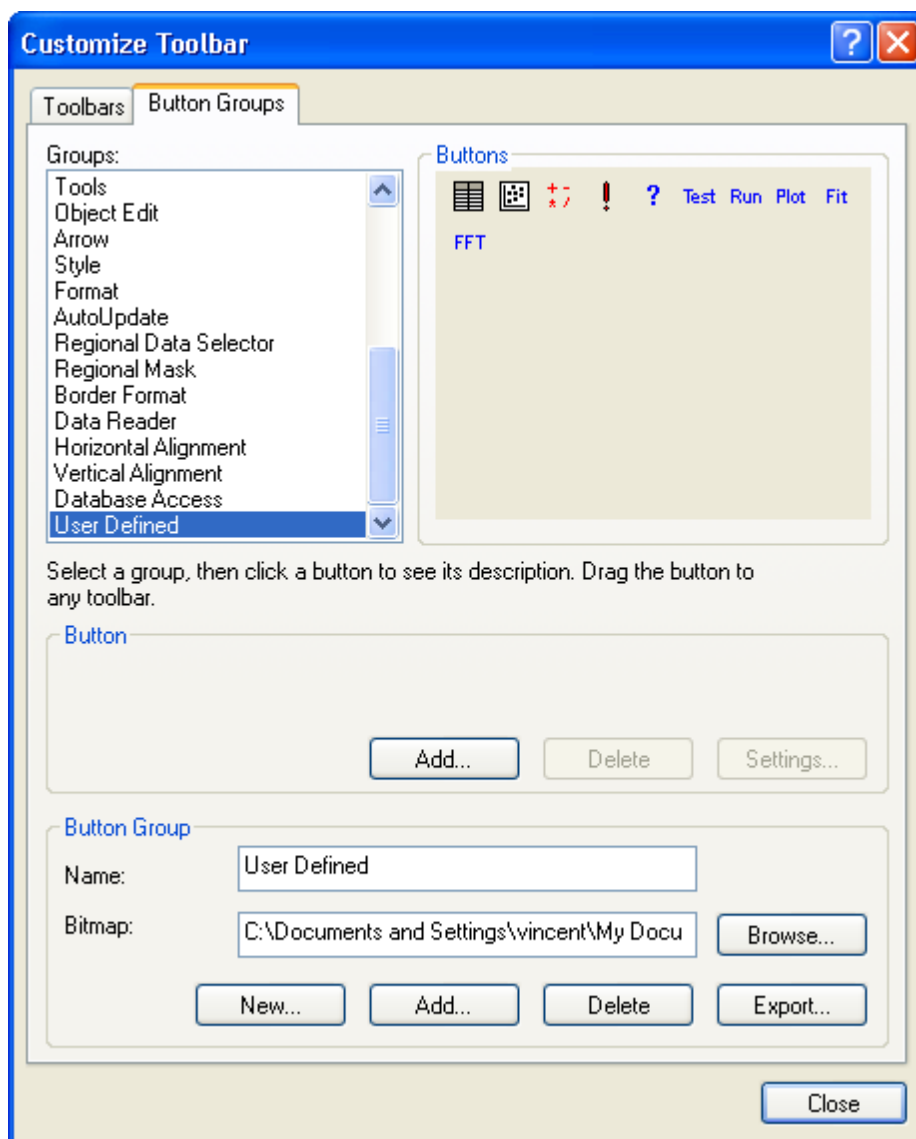 Customize Toolbar
Toolbars
Button Groups
Groups:
Tools
Object Edit
Arrow
Style
Format
AutoUpdate
Regional Data Selector
Regional Mask
Border Format
Data Reader
Horizontal Alignment
Vertical Alignment
Database Access
User Defined
Buttons
? Test Run Plot Fit
FFT
Select a group, then click a button to see its description. Drag the button to
any toolbar.
Button
Add... Delete Settings...
Button Group
Name: User Defined
Bitmap: C:\Documents and Settings\vincent\My Docu Browse...
New... Add... Delete Export...
Close